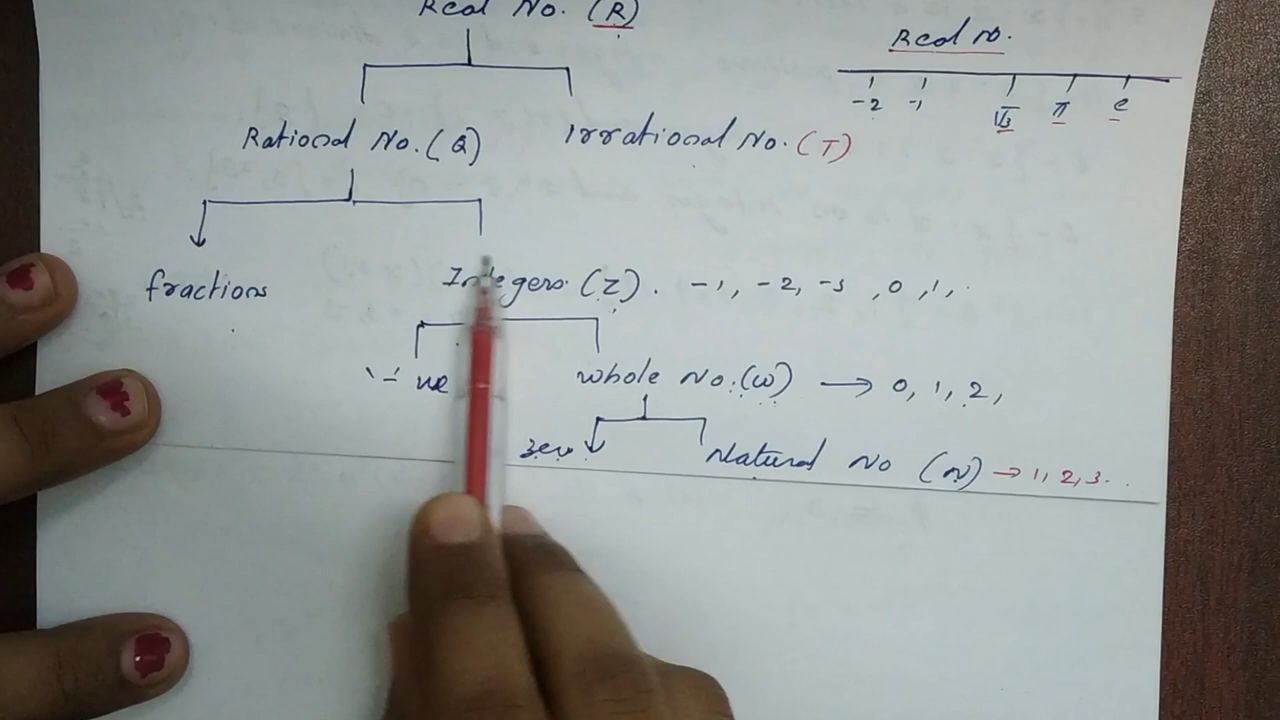 Real No. (R)
Real no.
-2 -1 √3 π e
Rational No. (Q) Irrational No. (T)
fractions Integers (Z). -1, -2, -3 , 0 , 1, .
'-' ve whole No. (W) → 0, 1, 2,
zero Natural No (N) → 1, 2, 3. . .